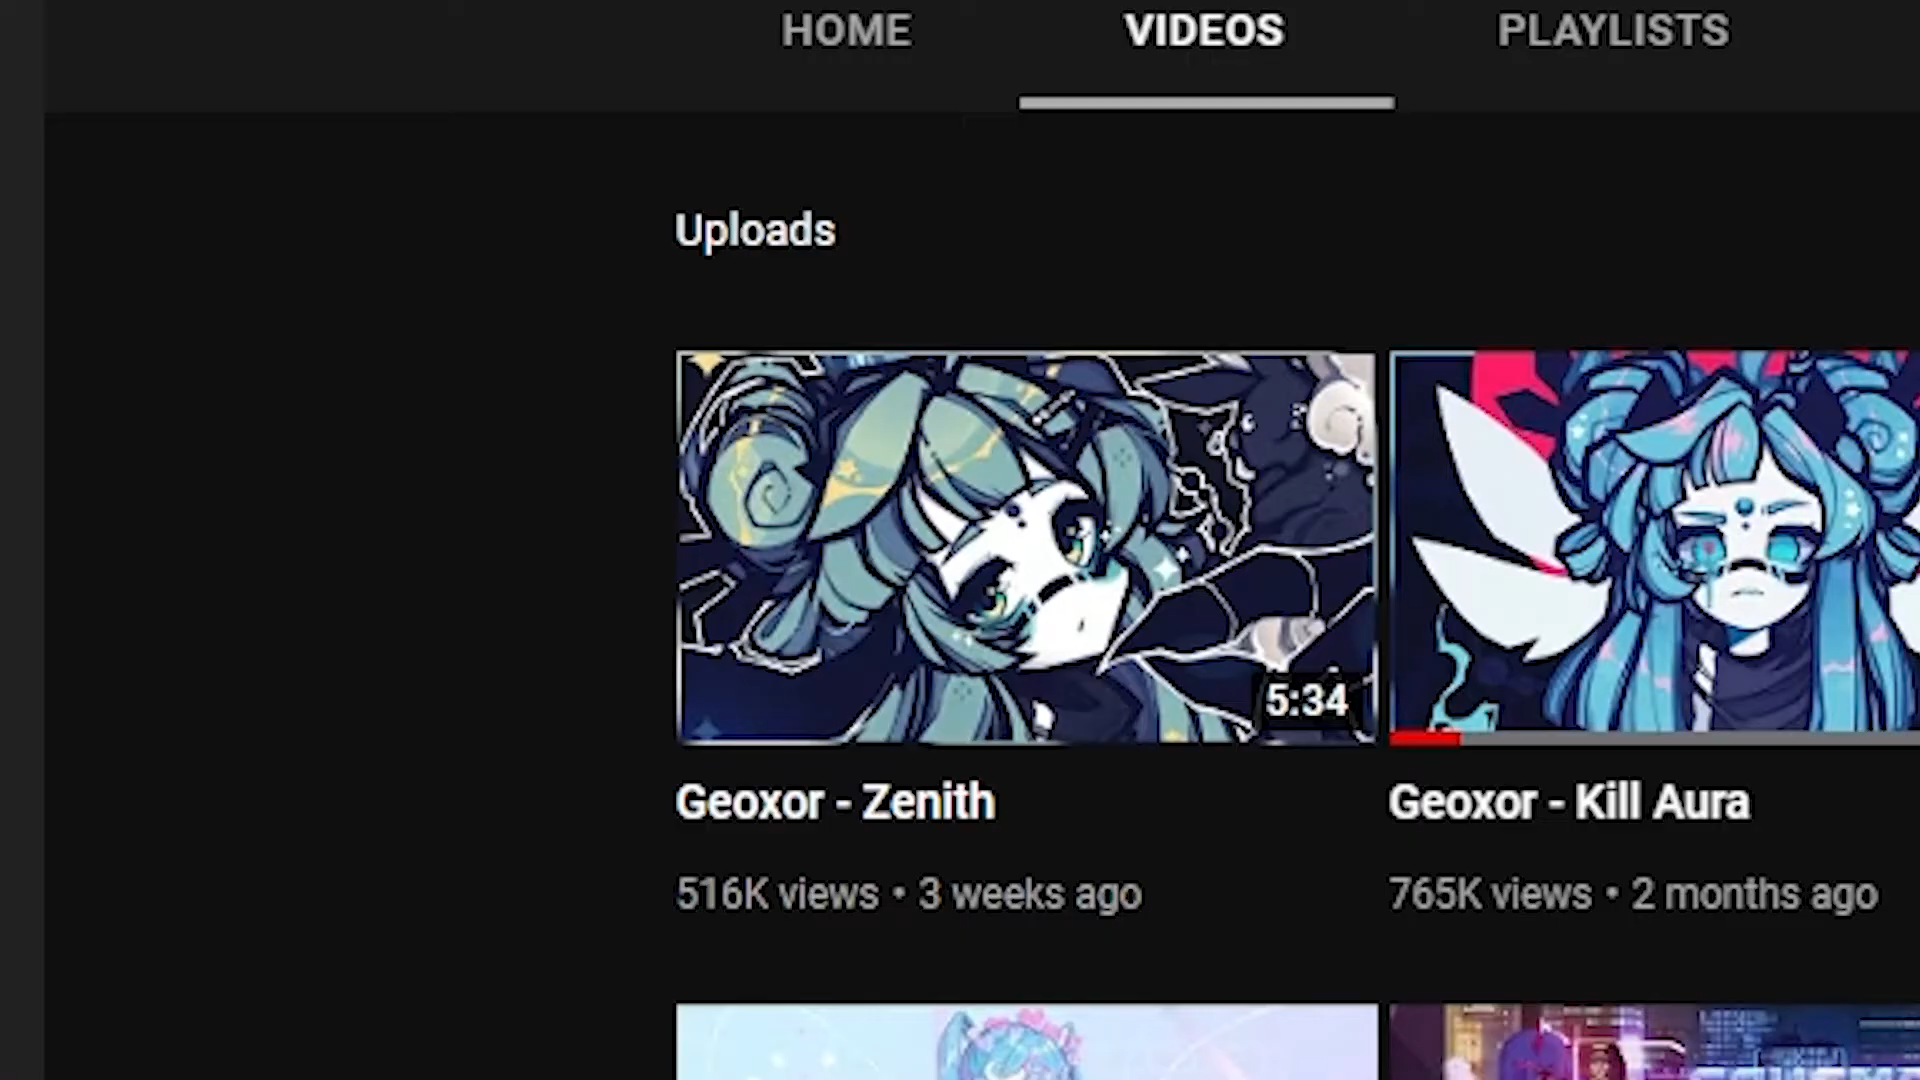 HOME VIDEOS PLAYLISTS
Uploads
5:34
Geoxor - Zenith
Geoxor - Kill Aura
516K views • 3 weeks ago
765K views • 2 months ago